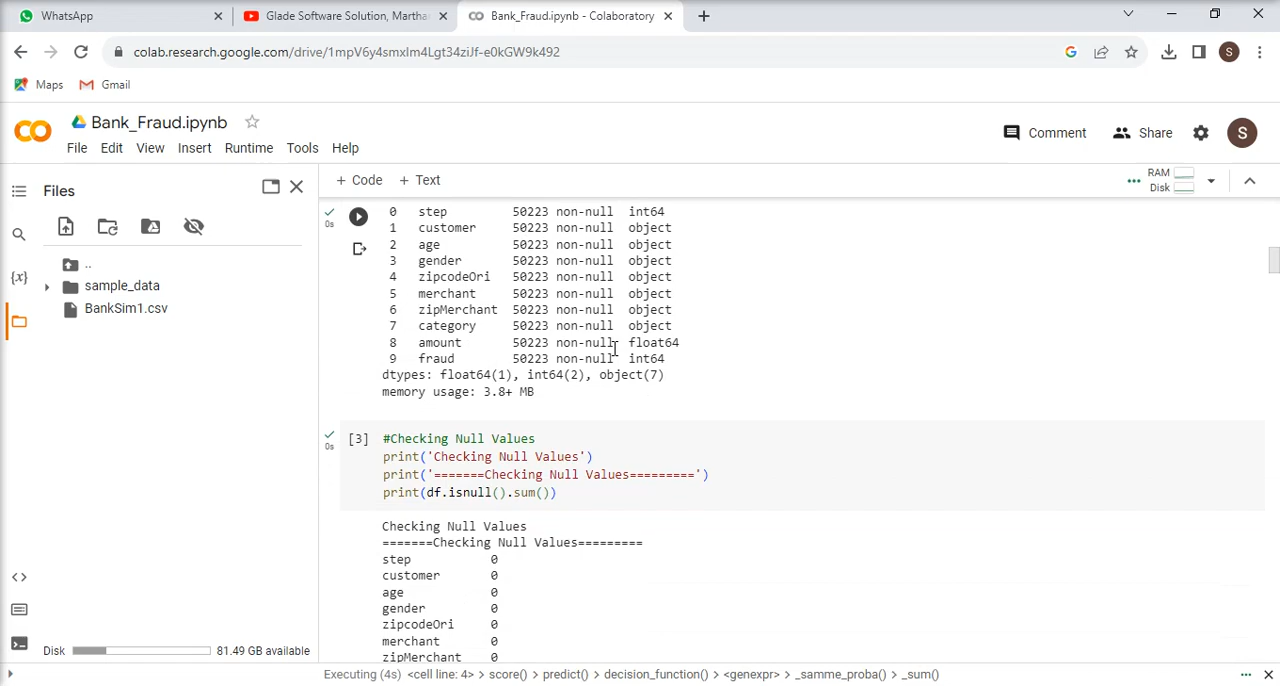 WhatsApp
Glade Software Solution, Martha
Bank_Fraud.ipynb - Colaboratory
colab.research.google.com/drive/1mpV6y4smxIm4Lgt34ziJf-e0kGW9k492
S
Maps
Gmail
CO
Bank_Fraud.ipynb
Comment
Share
S
File Edit View Insert Runtime Tools Help
Files
+ Code + Text
RAM
Disk
..
sample_data
BankSim1.csv
{x}
0s
0 step 50223 non-null int64
1 customer 50223 non-null object
2 age 50223 non-null object
3 gender 50223 non-null object
4 zipcodeOri 50223 non-null object
5 merchant 50223 non-null object
6 zipMerchant 50223 non-null object
7 category 50223 non-null object
8 amount 50223 non-null float64
9 fraud 50223 non-null int64
dtypes: float64(1), int64(2), object(7)
memory usage: 3.8+ MB
0s
[3] #Checking Null Values
print('Checking Null Values')
print('=======Checking Null Values=========')
print(df.isnull().sum())
Checking Null Values
=======Checking Null Values=========
step 0
customer 0
age 0
gender 0
zipcodeOri 0
merchant 0
zipMerchant 0
Disk 81.49 GB available
Executing (4s) <cell line: 4> > score() > predict() > decision_function() > <genexpr> > _samme_proba() > _sum()